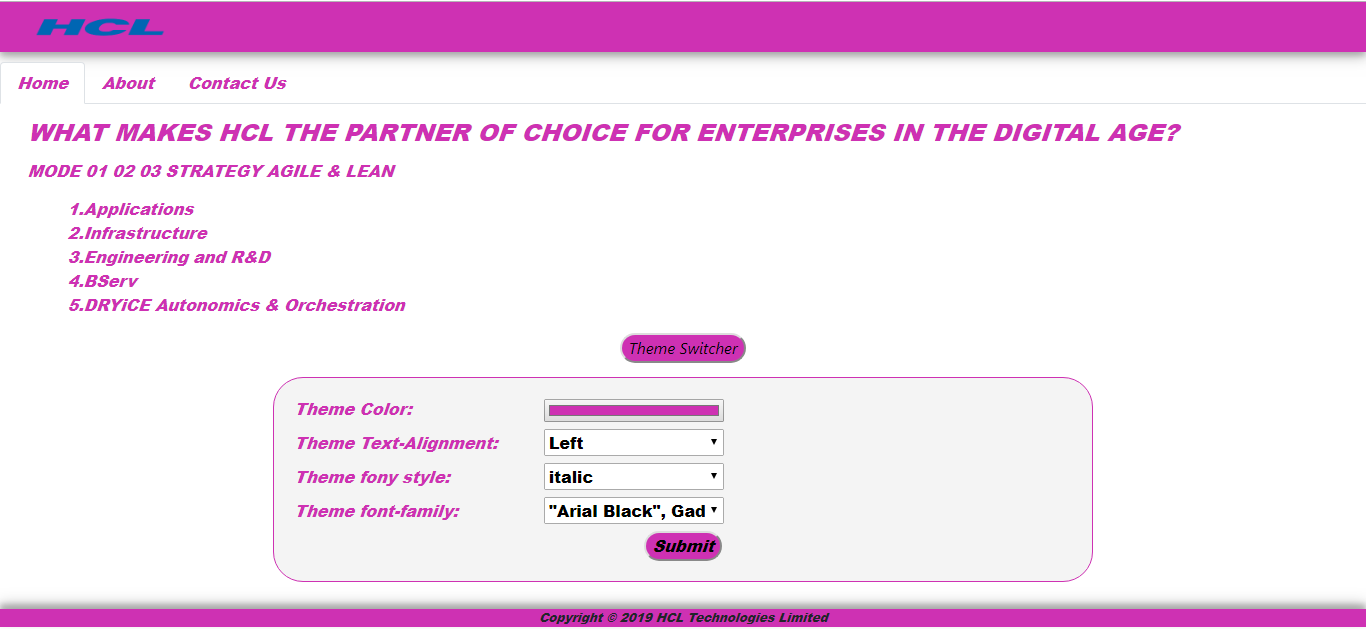 HCL
Home About Contact Us
WHAT MAKES HCL THE PARTNER OF CHOICE FOR ENTERPRISES IN THE DIGITAL AGE?
MODE 01 02 03 STRATEGY AGILE & LEAN
1.Applications
2.Infrastructure
3.Engineering and R&D
4.BServ
5.DRYiCE Autonomics & Orchestration
Theme Switcher
Theme Color:
Theme Text-Alignment: Left
Theme fony style: italic
Theme font-family: "Arial Black", Gad
Submit
Copyright © 2019 HCL Technologies Limited